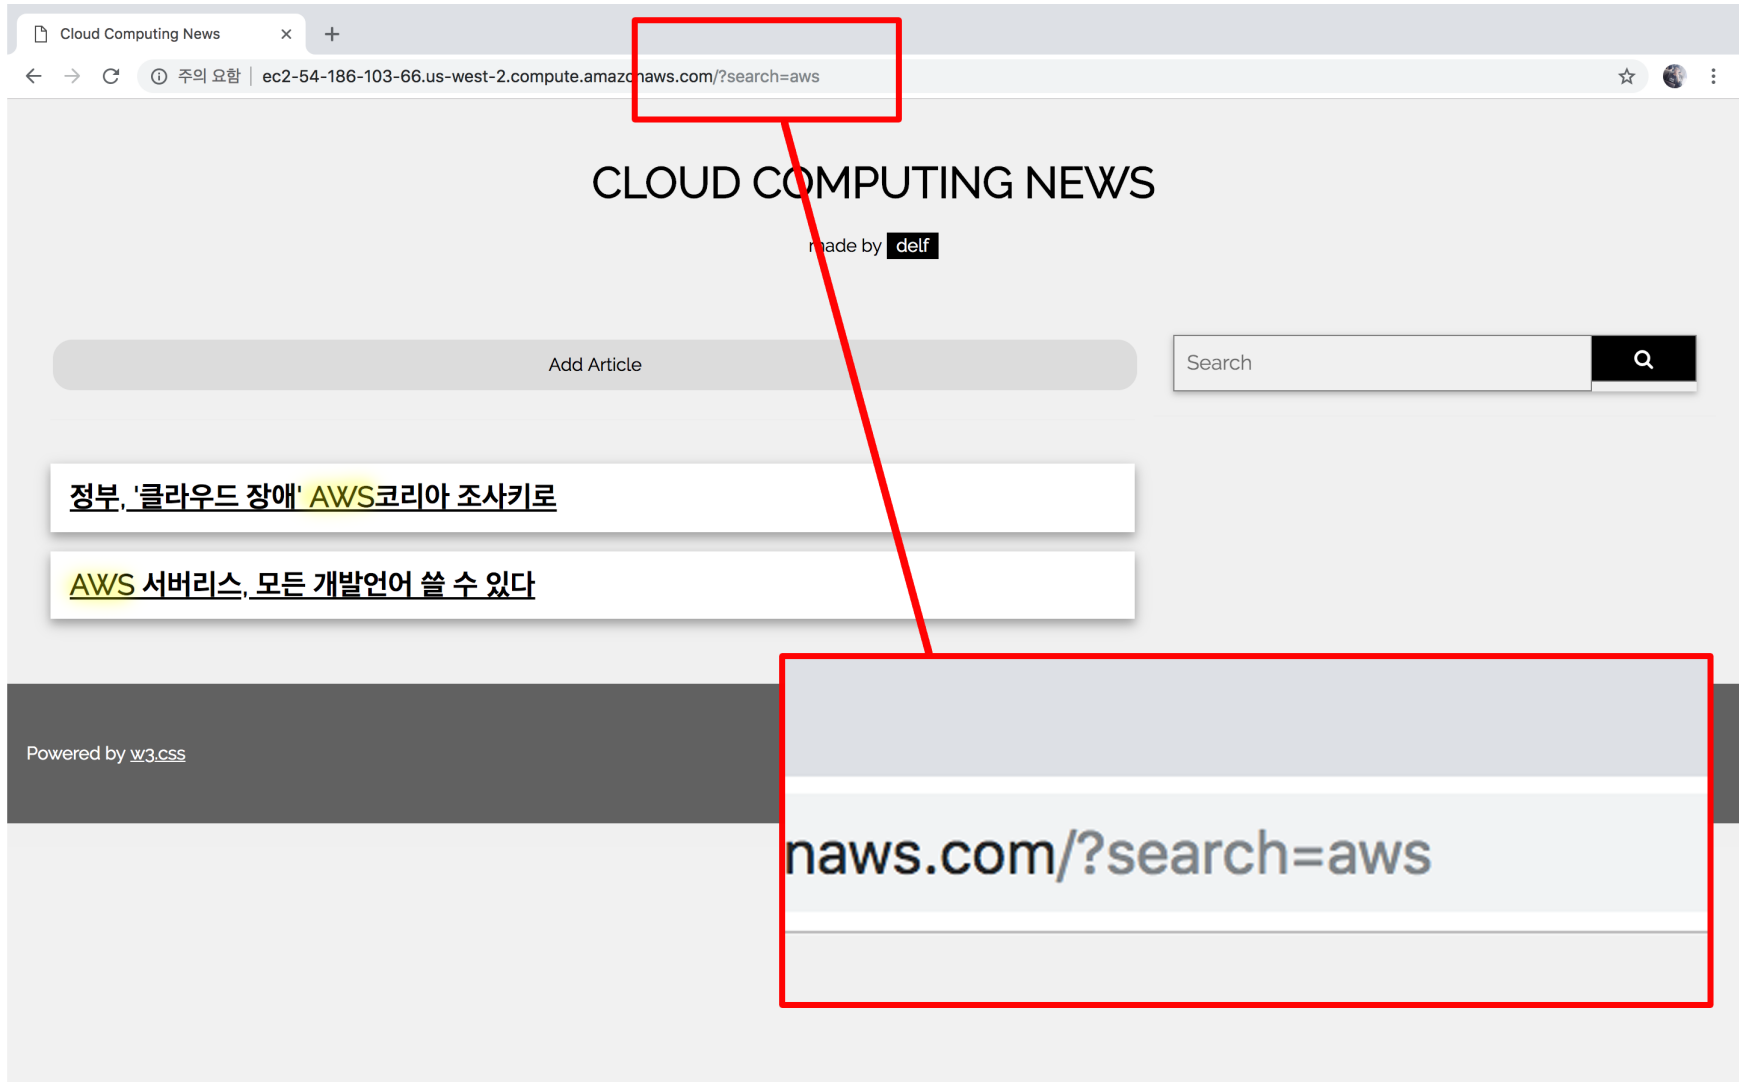 Cloud Computing News
주의 요함 ec2-54-186-103-66.us-west-2.compute.amazonaws.com/?search=aws
CLOUD COMPUTING NEWS
made by delf
Add Article
Search
정부, '클라우드 장애' AWS코리아 조사키로
AWS 서버리스, 모든 개발언어 쓸 수 있다
Powered by w3.css
naws.com/?search=aws